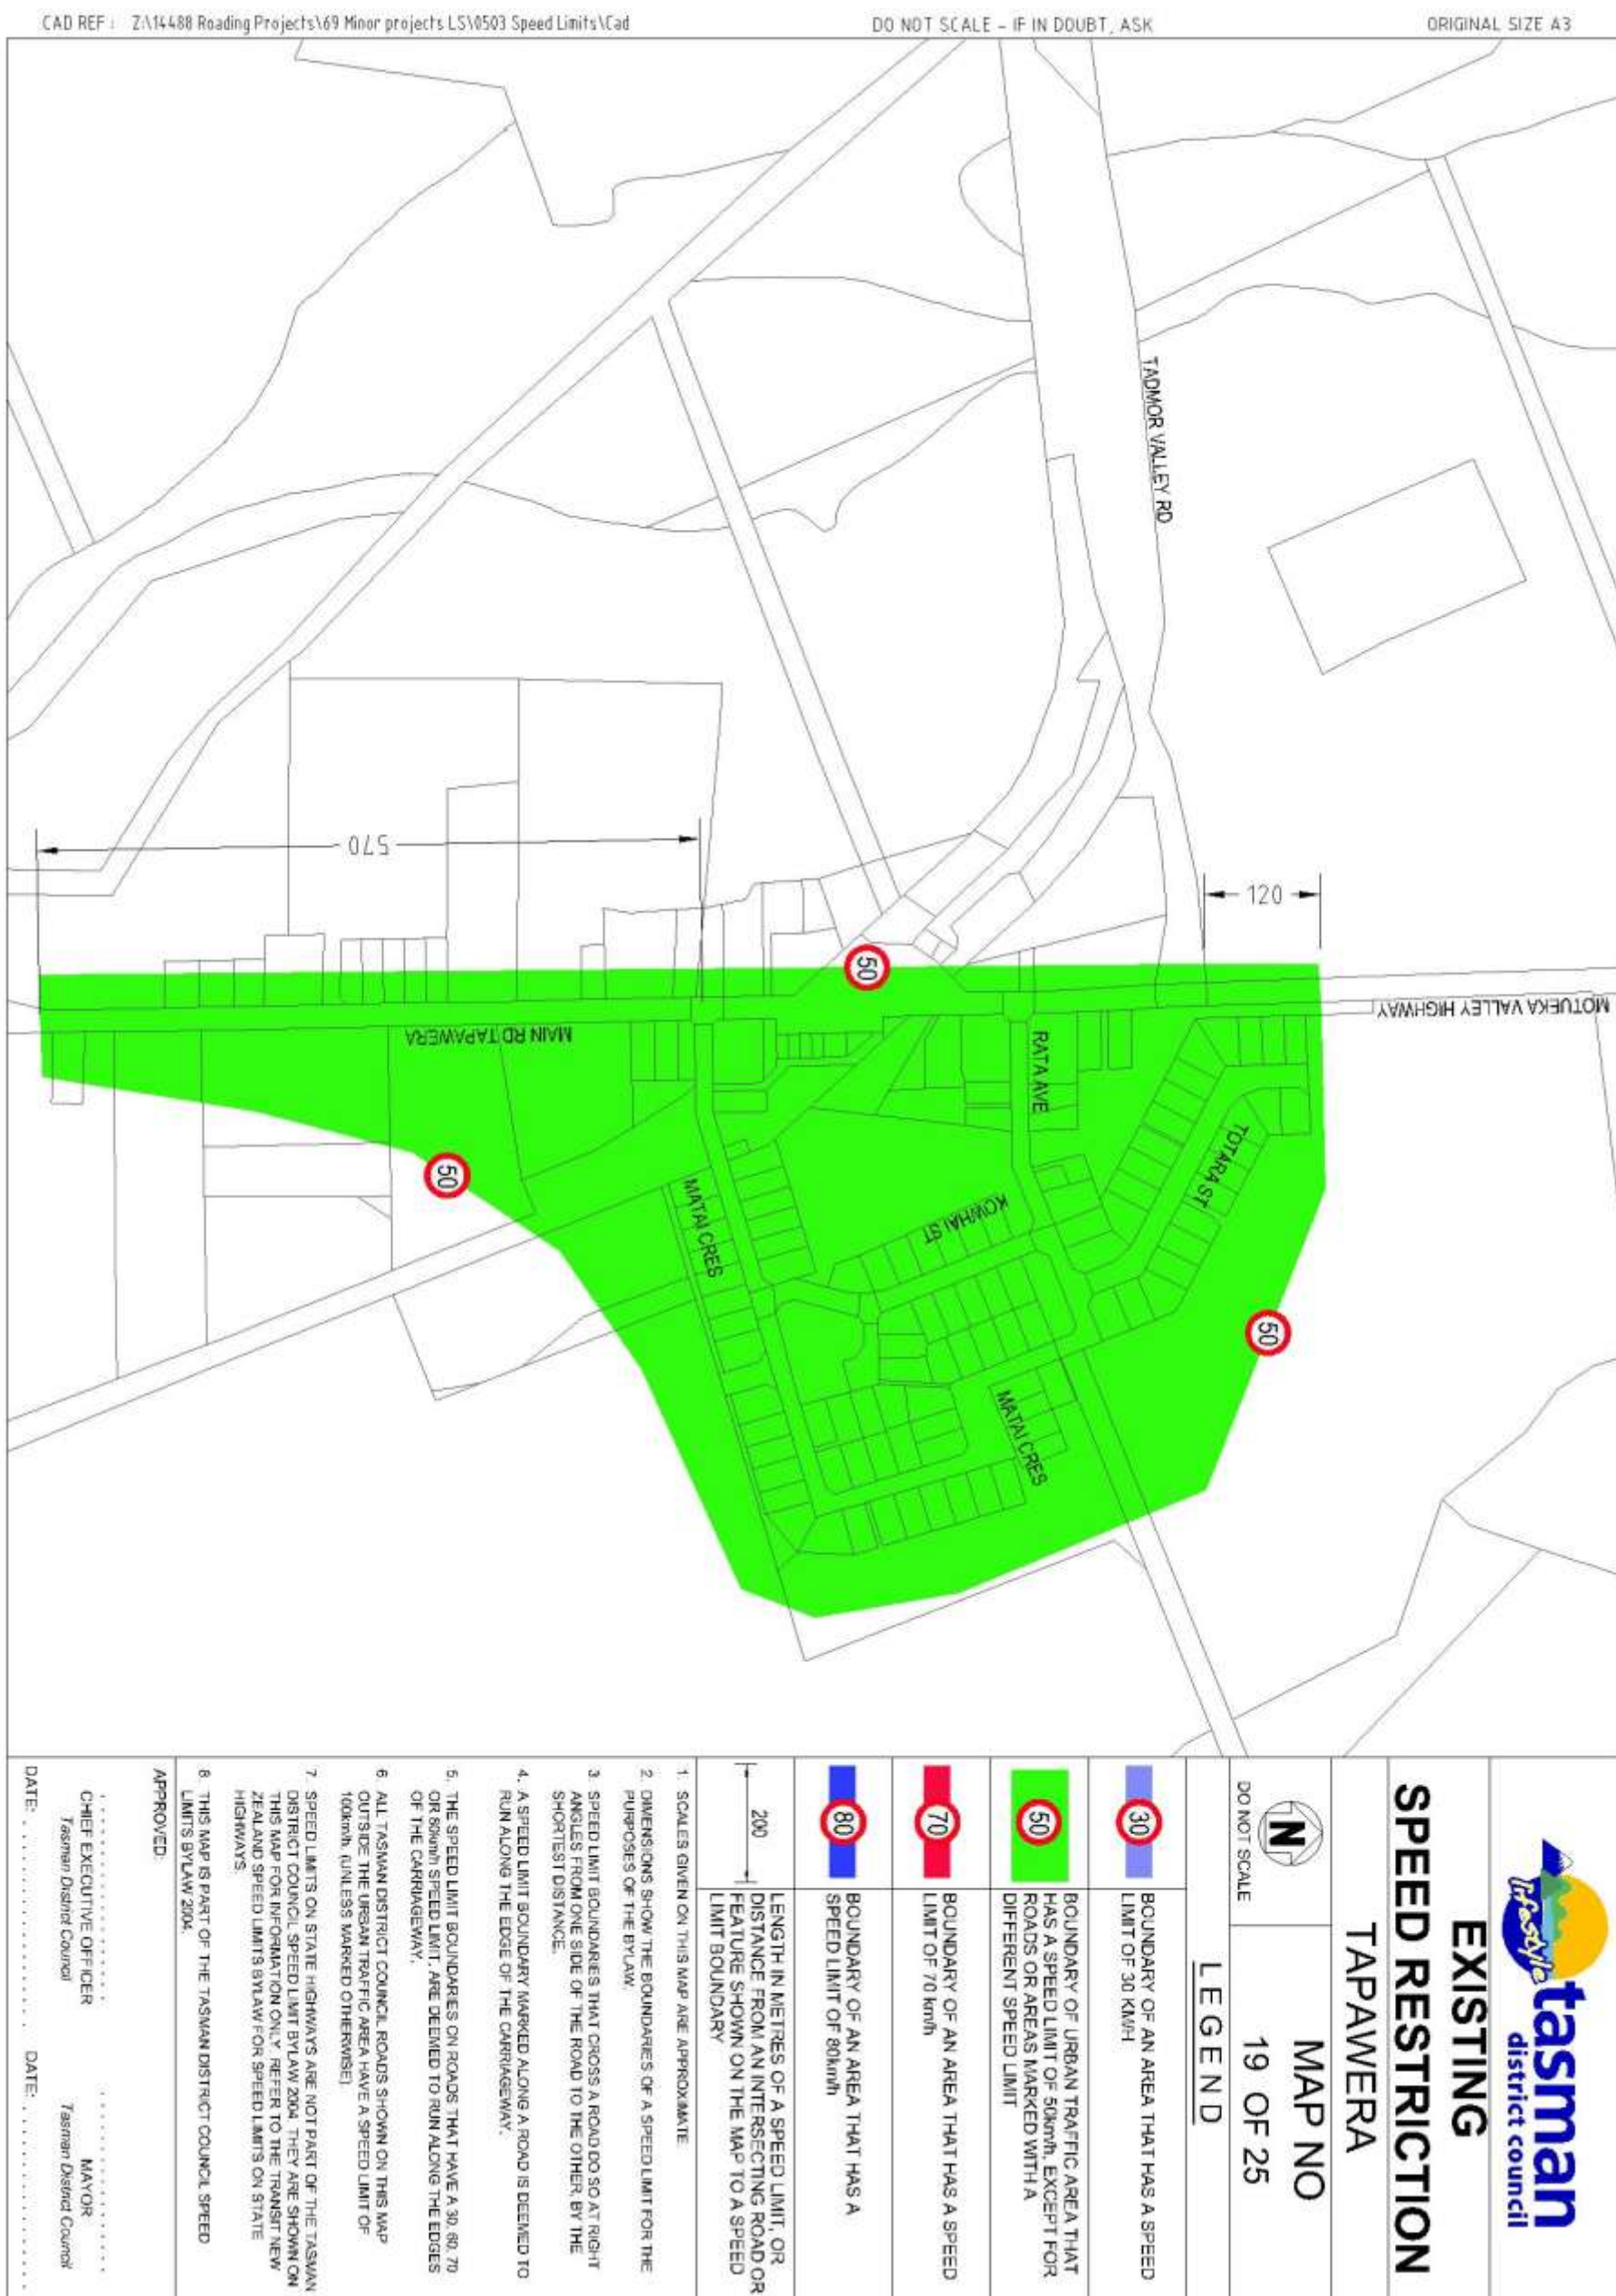 CAD REF : Z:\14488 Roading Projects\69 Minor projects LS\0503 Speed Limits\Cad
DO NOT SCALE - IF IN DOUBT, ASK
ORIGINAL SIZE A3
TADMOR VALLEY RD
570
120
50
MOTUEKA VALLEY HIGHWAY
MAIN RD TAPAWERA
RATA AVE
TOTARA ST
50
MATAI CRES
KOWHAI ST
50
MATAI CRES
lifestyle
tasman
district council
EXISTING
SPEED RESTRICTION
TAPAWERA
N
DO NOT SCALE
MAP NO
19 OF 25
LEGEND
30
BOUNDARY OF AN AREA THAT HAS A SPEED
LIMIT OF 30 KM/H
50
BOUNDARY OF URBAN TRAFFIC AREA THAT
HAS A SPEED LIMIT OF 50km/h, EXCEPT FOR
ROADS OR AREAS MARKED WITH A
DIFFERENT SPEED LIMIT
70
BOUNDARY OF AN AREA THAT HAS A SPEED
LIMIT OF 70 km/h
80
BOUNDARY OF AN AREA THAT HAS A
SPEED LIMIT OF 80km/h
200
LENGTH IN METRES OF A SPEED LIMIT, OR
DISTANCE FROM AN INTERSECTING ROAD OR
FEATURE SHOWN ON THE MAP TO A SPEED
LIMIT BOUNDARY
1. SCALES GIVEN ON THIS MAP ARE APPROXIMATE
2. DIMENSIONS SHOW THE BOUNDARIES OF A SPEED LIMIT FOR THE
PURPOSES OF THE BYLAW.
3. SPEED LIMIT BOUNDARIES THAT CROSS A ROAD DO SO AT RIGHT
ANGLES FROM ONE SIDE OF THE ROAD TO THE OTHER, BY THE
SHORTEST DISTANCE.
4. A SPEED LIMIT BOUNDARY MARKED ALONG A ROAD IS DEEMED TO
RUN ALONG THE EDGE OF THE CARRIAGEWAY.
5. THE SPEED LIMIT BOUNDARIES ON ROADS THAT HAVE A 30, 60, 70
OR 80km/h SPEED LIMIT, ARE DEEMED TO RUN ALONG THE EDGES
OF THE CARRIAGEWAY.
6. ALL TASMAN DISTRICT COUNCIL ROADS SHOWN ON THIS MAP
OUTSIDE THE URBAN TRAFFIC AREA HAVE A SPEED LIMIT OF
100km/h (UNLESS MARKED OTHERWISE)
7. SPEED LIMITS ON STATE HIGHWAYS ARE NOT PART OF THE TASMAN
DISTRICT COUNCIL SPEED LIMIT BYLAW 2004. THEY ARE SHOWN ON
THIS MAP FOR INFORMATION ONLY. REFER TO THE TRANSIT NEW
ZEALAND SPEED LIMITS BYLAW FOR SPEED LIMITS ON STATE
HIGHWAYS.
8. THIS MAP IS PART OF THE TASMAN DISTRICT COUNCIL SPEED
LIMITS BYLAW 2004.
APPROVED:
CHIEF EXECUTIVE OFFICER
Tasman District Council
MAYOR
Tasman District Council
DATE:
DATE: